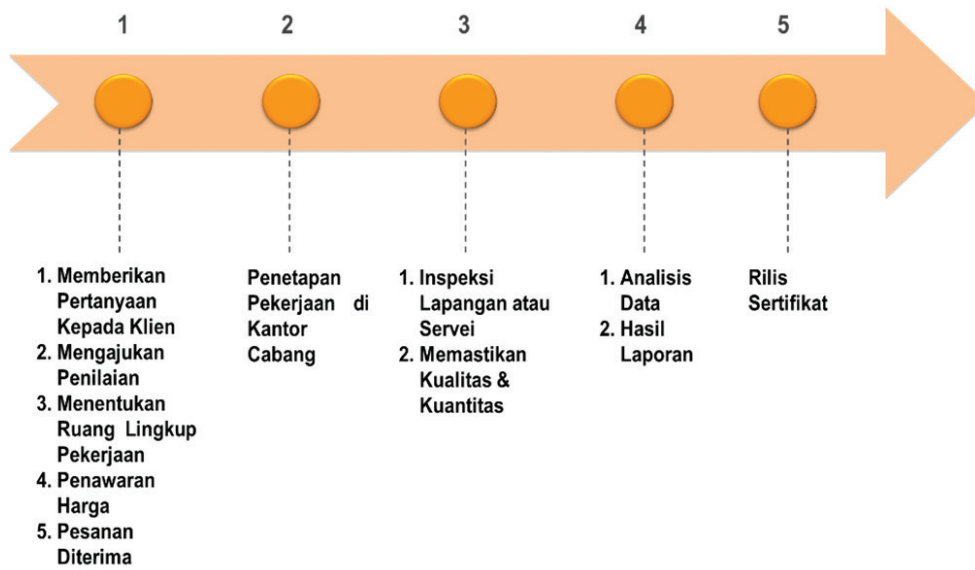 1 2 3 4 5
1. Memberikan
Pertanyaan
Kepada Klien
2. Mengajukan
Penilaian
3. Menentukan
Ruang Lingkup
Pekerjaan
4. Penawaran
Harga
5. Pesanan
Diterima
Penetapan
Pekerjaan di
Kantor
Cabang
1. Inspeksi
Lapangan atau
Servei
2. Memastikan
Kualitas &
Kuantitas
1. Analisis
Data
2. Hasil
Laporan
Rilis
Sertifikat